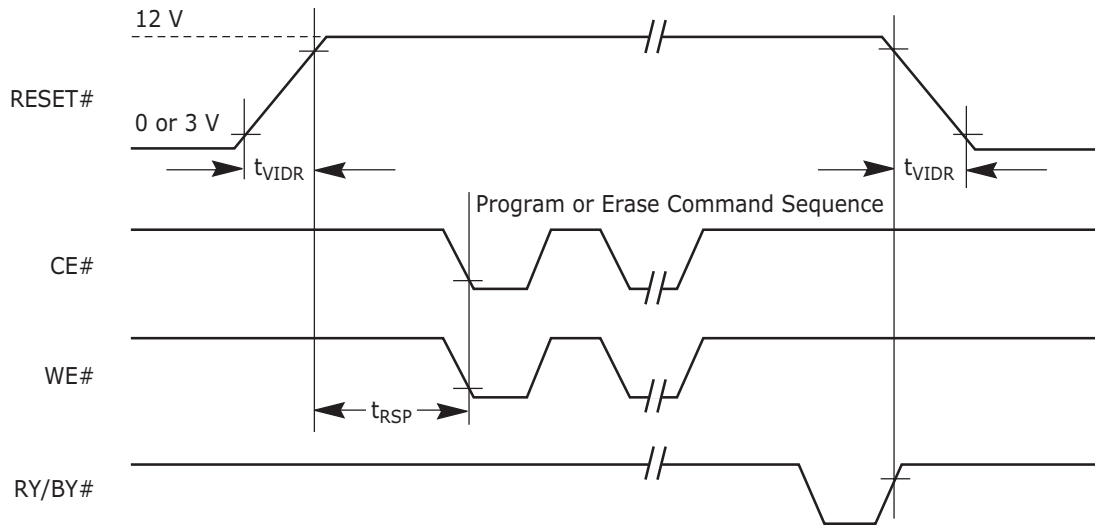 12 V
RESET#
0 or 3 V
tVIDR
tVIDR
Program or Erase Command Sequence
CE#
WE#
tRSP
RY/BY#